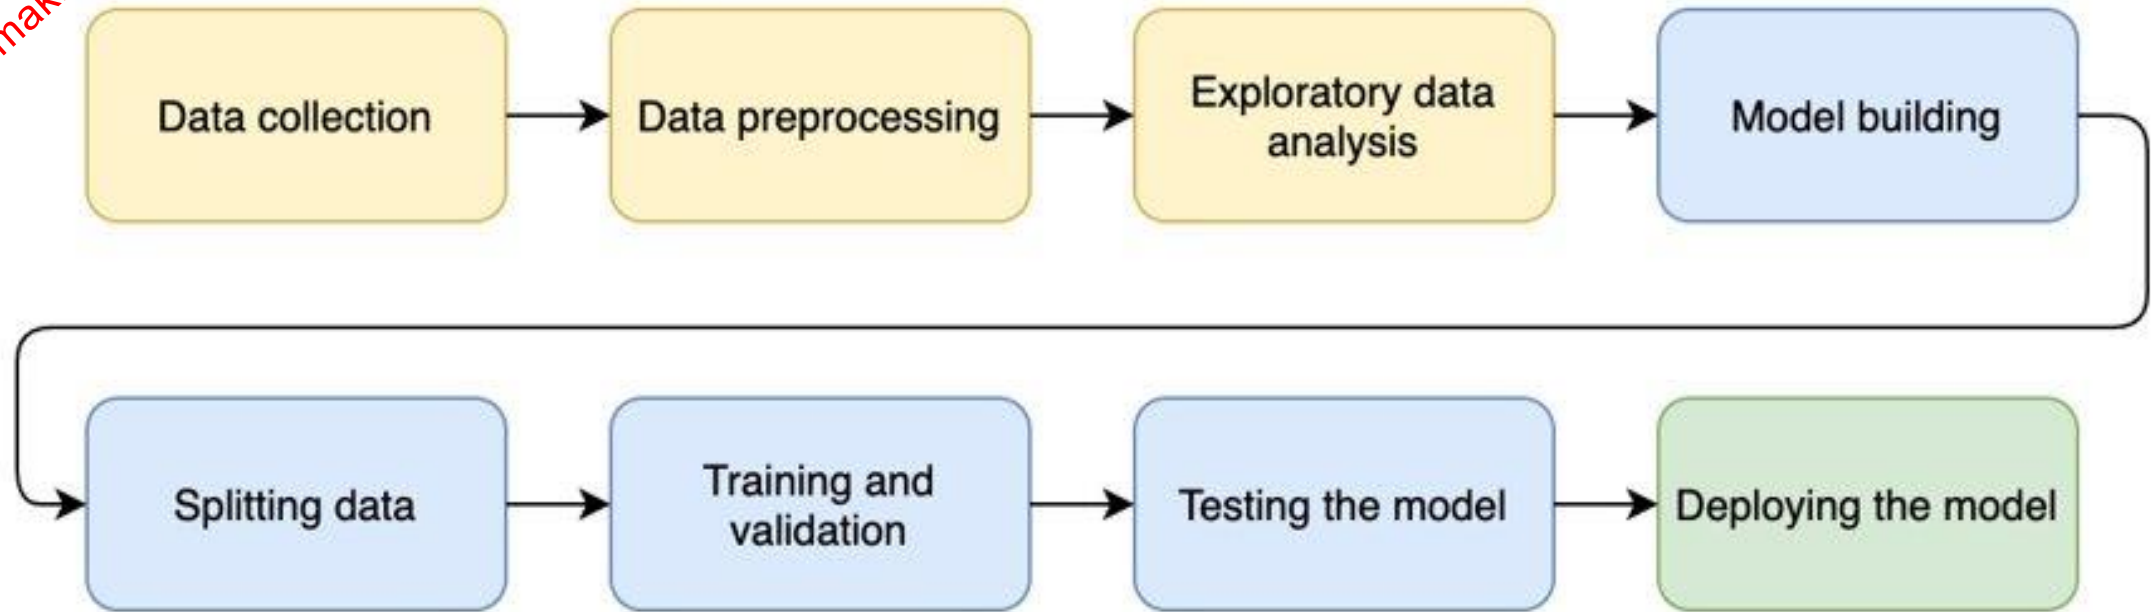 mak
Data collection
Data preprocessing
Exploratory data
analysis
Model building
Splitting data
Training and
validation
Testing the model
Deploying the model